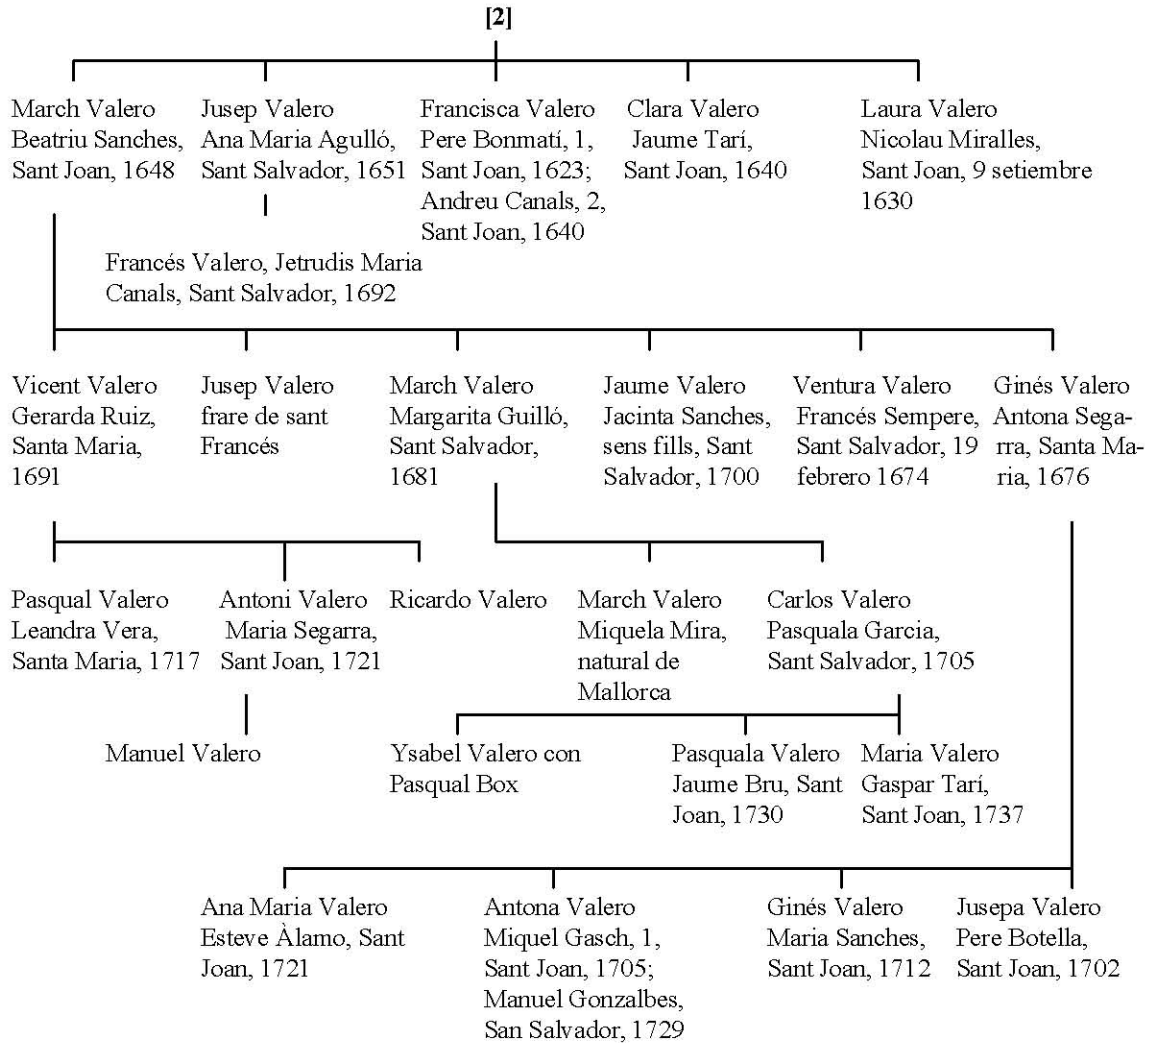 [2]
March Valero
Beatriu Sanches,
Sant Joan, 1648
Jusep Valero
Ana Maria Agulló,
Sant Salvador, 1651
Francisca Valero
Pere Bonmatí, 1,
Sant Joan, 1623;
Andreu Canals, 2,
Sant Joan, 1640
Clara Valero
Jaume Tarí,
Sant Joan, 1640
Laura Valero
Nicolau Miralles,
Sant Joan, 9 setiembre
1630
Francés Valero, Jetrudis Maria
Canals, Sant Salvador, 1692
Vicent Valero
Gerarda Ruiz,
Santa Maria,
1691
Jusep Valero
frare de sant
Francés
March Valero
Margarita Guilló,
Sant Salvador,
1681
Jaume Valero
Jacinta Sanches,
sens fills, Sant
Salvador, 1700
Ventura Valero
Francés Sempere,
Sant Salvador, 19
febrero 1674
Ginés Valero
Antona Sega-
rra, Santa Ma-
ria, 1676
Pasqual Valero
Leandra Vera,
Santa Maria, 1717
Antoni Valero
Maria Segarra,
Sant Joan, 1721
Ricardo Valero
March Valero
Miquela Mira,
natural de
Mallorca
Carlos Valero
Pasquala Garcia,
Sant Salvador, 1705
Manuel Valero
Ysabel Valero con
Pasqual Box
Pasquala Valero
Jaume Bru, Sant
Joan, 1730
Maria Valero
Gaspar Tarí,
Sant Joan, 1737
Ana Maria Valero
Esteve Àlamo, Sant
Joan, 1721
Antona Valero
Miquel Gasch, 1,
Sant Joan, 1705;
Manuel Gonzalbes,
San Salvador, 1729
Ginés Valero
Maria Sanches,
Sant Joan, 1712
Jusepa Valero
Pere Botella,
Sant Joan, 1702